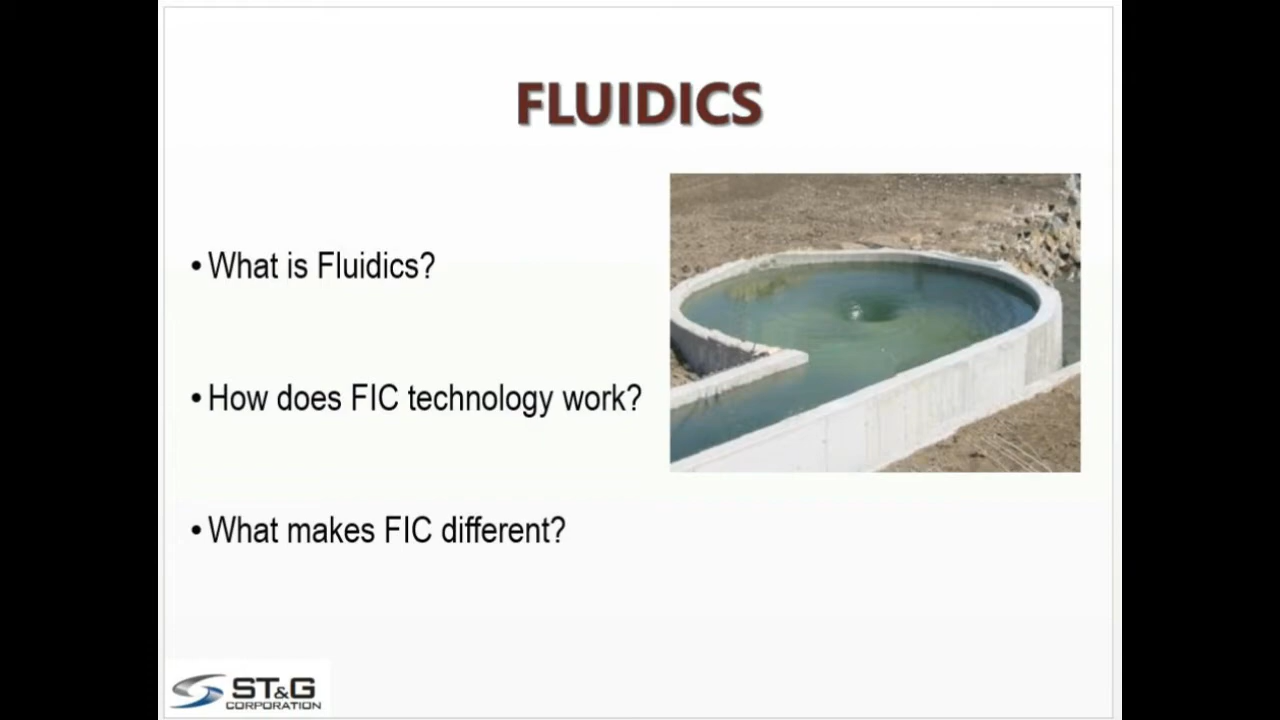 FLUIDICS
• What is Fluidics?
• How does FIC technology work?
• What makes FIC different?
ST&G
CORPORATION